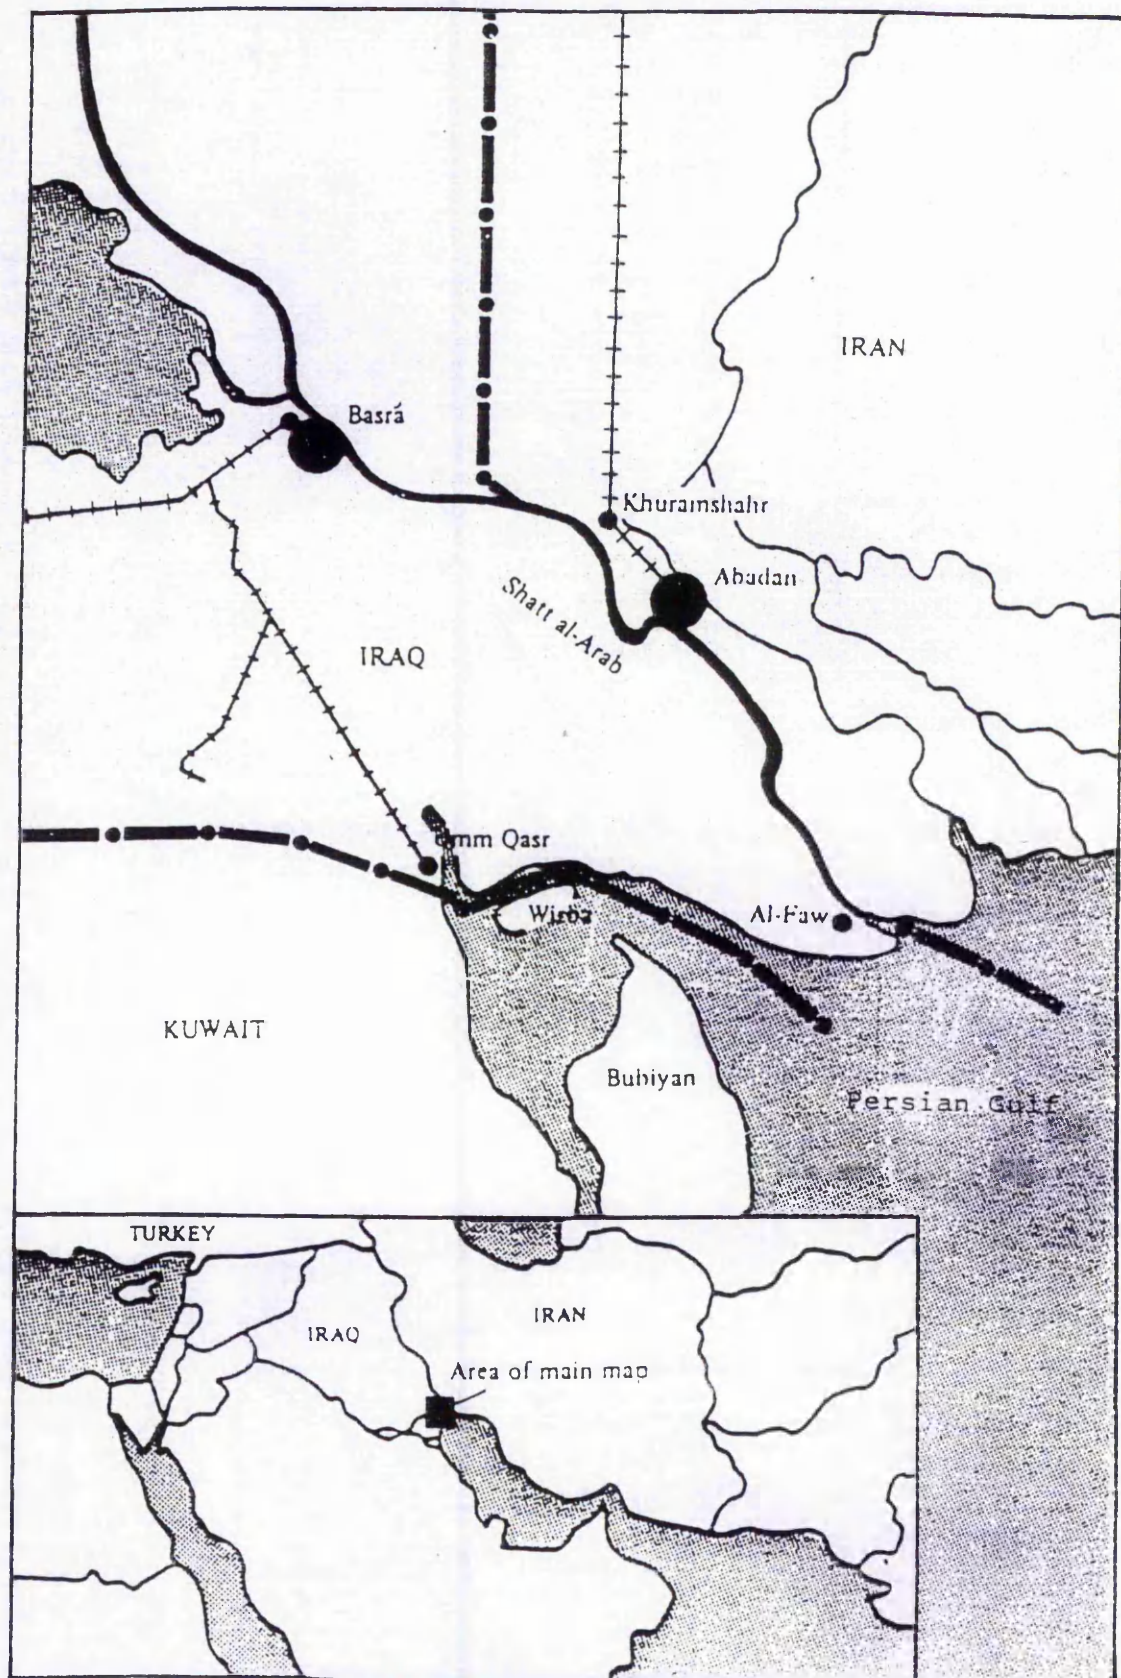 IRAN
Basrá
Khuramshahr
Abadan
Shatt al-Arab
IRAQ
Umm Qasr
Al-Faw
KUWAIT
Bubiyan
Persian Gulf
TURKEY
IRAN
IRAQ
Area of main map